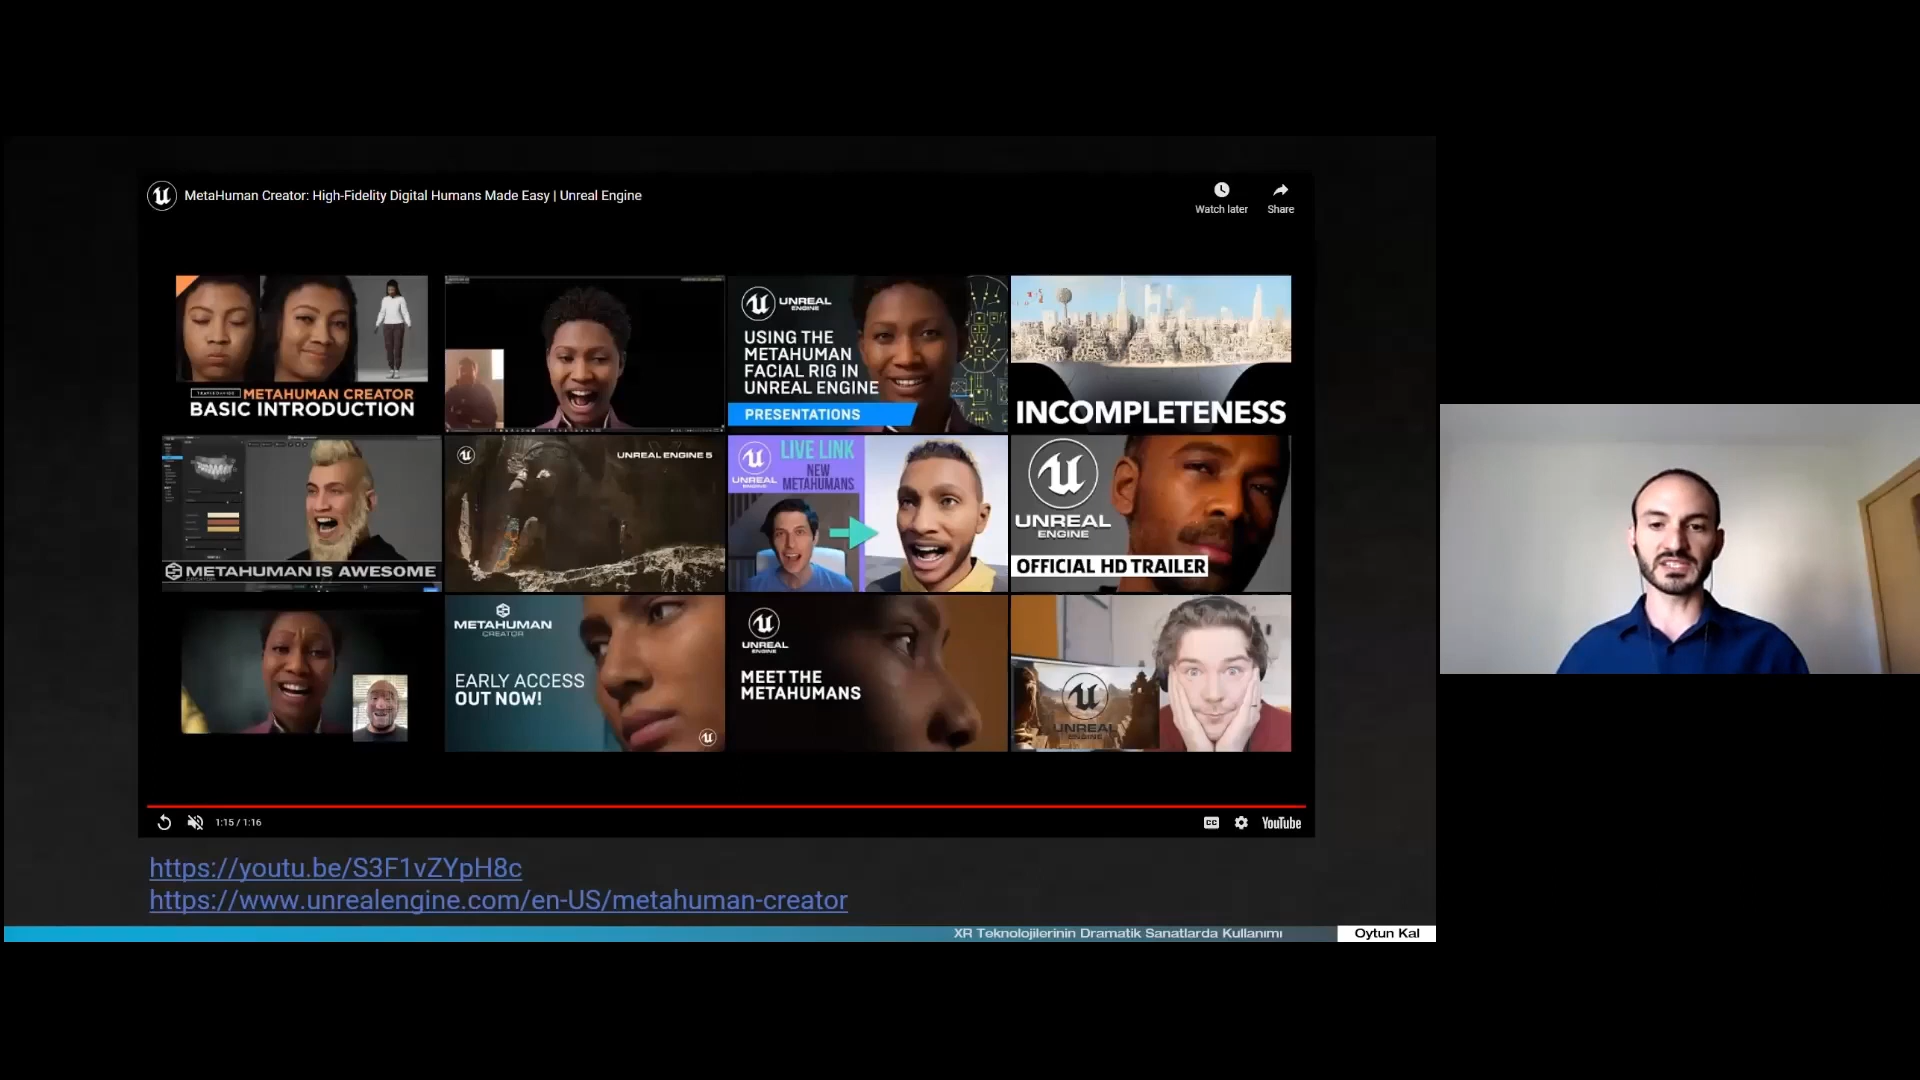 MetaHuman Creator: High-Fidelity Digital Humans Made Easy | Unreal Engine
Watch later
Share
METAHUMAN CREATOR
BASIC INTRODUCTION
UNREAL
ENGINE
USING THE
METAHUMAN
FACIAL RIG IN
UNREAL ENGINE
PRESENTATIONS
INCOMPLETENESS
METAHUMAN IS AWESOME
CREATOR
UNREAL ENGINE 5
UNREAL
ENGINE
LIVE LINK
NEW
METAHUMANS
UNREAL
ENGINE
OFFICIAL HD TRAILER
METAHUMAN
CREATOR
EARLY ACCESS
OUT NOW!
UNREAL
ENGINE
MEET THE
METAHUMANS
UNREAL
ENGINE
1:15 / 1:16
CC
YouTube
https://youtu.be/S3F1vZYpH8c
https://www.unrealengine.com/en-US/metahuman-creator
XR Teknolojilerinin Dramatik Sanatlarda Kullanımı
Oytun Kal